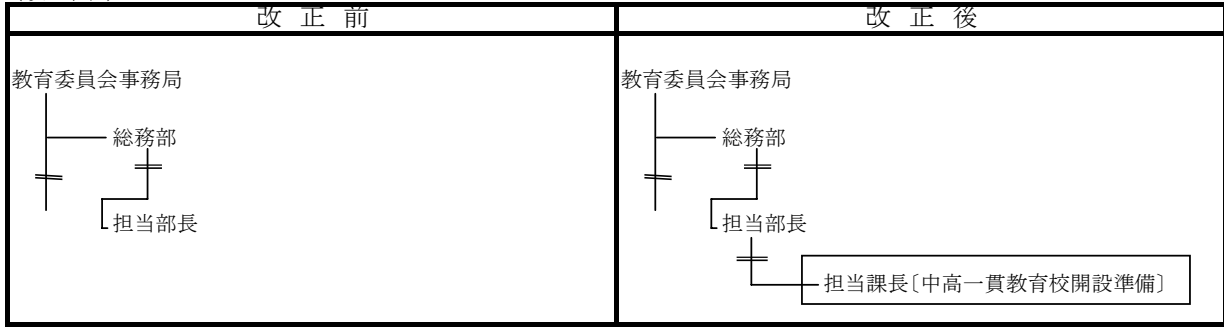 改正前
教育委員会事務局
総務部
担当部長
改正後
教育委員会事務局
総務部
担当部長
担当課長〔中高一貫教育校開設準備〕